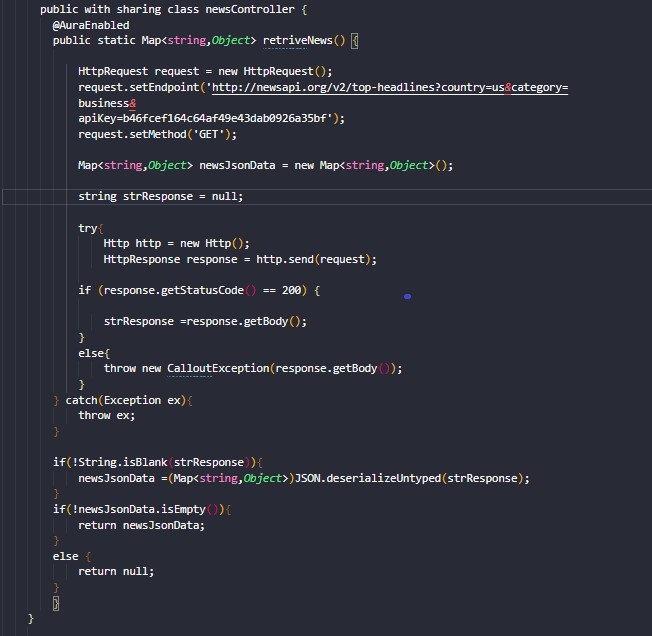 public with sharing class newsController {
@AuraEnabled
public static Map<string,Object> retriveNews() {
HttpRequest request = new HttpRequest();
request.setEndpoint('http://newsapi.org/v2/top-headlines?country=us&category=
business&
apiKey=b46fcef164c64af49e43dab0926a35bf');
request.setMethod('GET');
Map<string,Object> newsJsonData = new Map<string,Object>();
string strResponse = null;
try{
Http http = new Http();
HttpResponse response = http.send(request);
if (response.getStatusCode() == 200) {
strResponse =response.getBody();
}
else{
throw new CalloutException(response.getBody());
}
} catch(Exception ex){
throw ex;
}
if(!String.isBlank(strResponse)){
newsJsonData =(Map<string,Object>)JSON.deserializeUntyped(strResponse);
}
if(!newsJsonData.isEmpty()){
return newsJsonData;
}
else {
return null;
}
}
}